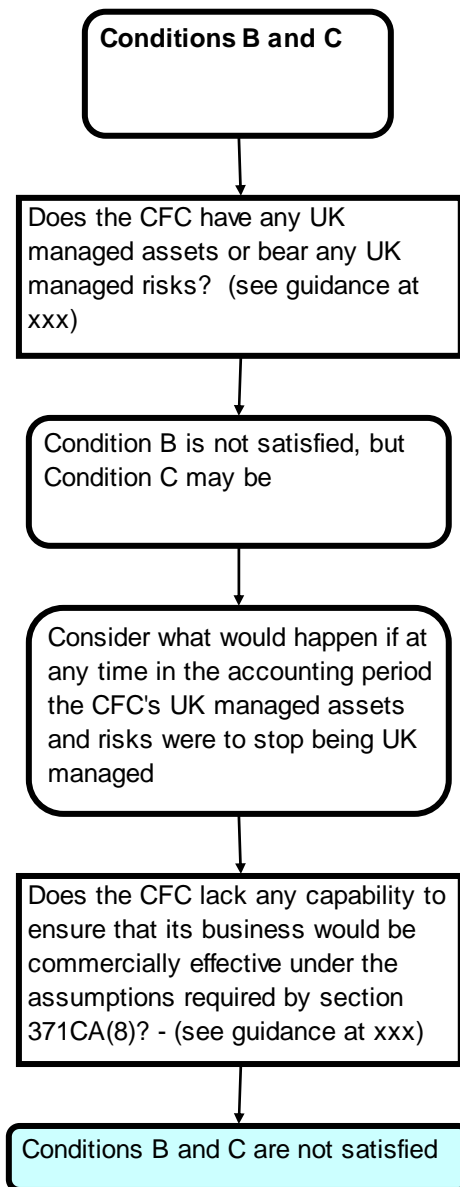 Conditions B and C
Does the CFC have any UK
managed assets or bear any UK
managed risks?  (see guidance at
xxx)
Condition B is not satisfied, but
Condition C may be
Consider what would happen if at
any time in the accounting period
the CFC's UK managed assets
and risks were to stop being UK
managed
Does the CFC lack any capability to
ensure that its business would be
commercially effective under the
assumptions required by section
371CA(8)? - (see guidance at xxx)
Conditions B and C are not satisfied